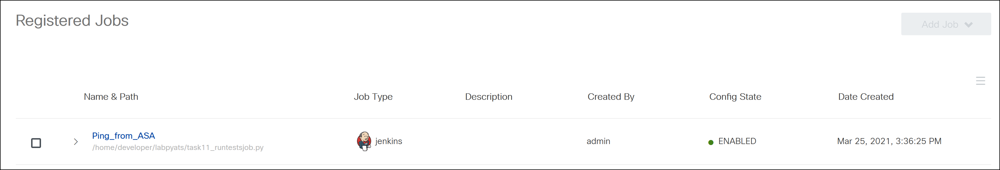 Registered Jobs
Add Job
Name & Path Job Type Description Created By Config State Date Created
Ping_from_ASA
/home/developer/labpyats/task11_runtestsjob.py
jenkins admin ENABLED Mar 25, 2021, 3:36:25 PM